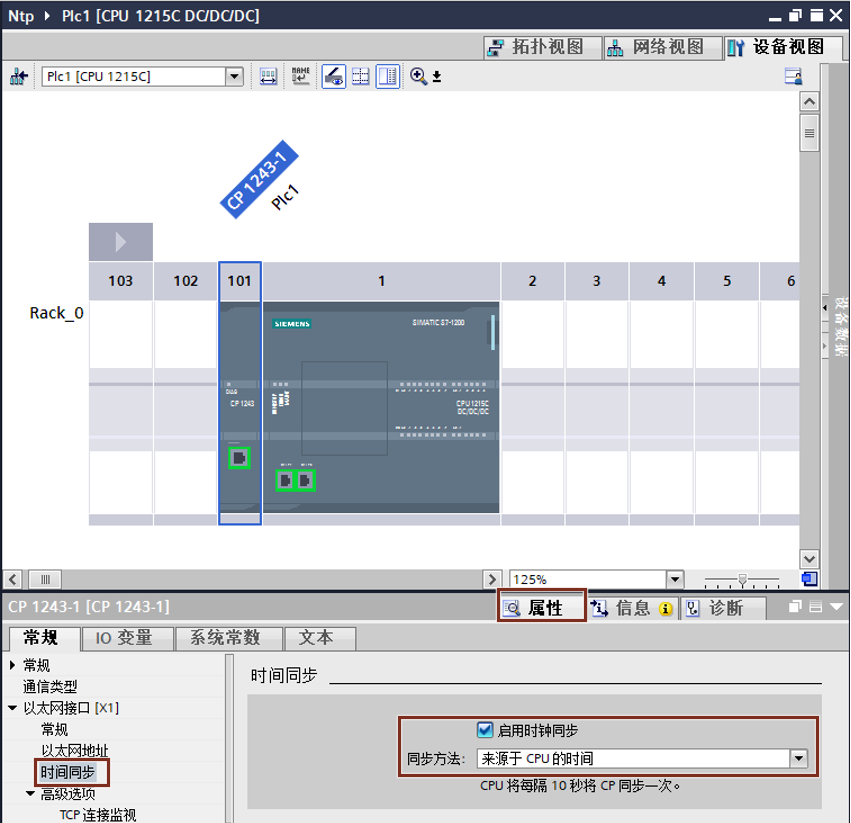 Ntp ▸ Plc1 [CPU 1215C DC/DC/DC]
拓扑视图 网络视图 设备视图
Plc1 [CPU 1215C]
CP 1243-1
Plc1
103 102 101 1 2 3 4 5 6
Rack_0
设备数据
SIEMENS SIMATIC S7-1200
DIAG
CP 1243 CPU 1215C
DC/DC/DC
125%
CP 1243-1 [CP 1243-1] 属性 信息 诊断
常规 IO 变量 系统常数 文本
常规
通信类型
以太网接口 [X1]
常规
以太网地址
时间同步
高级选项
TCP 连接监视
时间同步
启用时钟同步
同步方法: 来源于 CPU 的时间
CPU 将每隔 10 秒将 CP 同步一次。